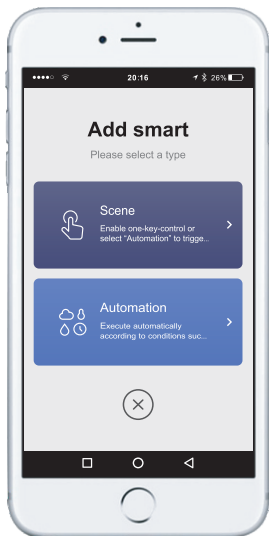 20:16 26%
Add smart
Please select a type
Scene
Enable one-key-control or
select “Automation” to trigge...
Automation
Execute automatically
according to conditions suc...